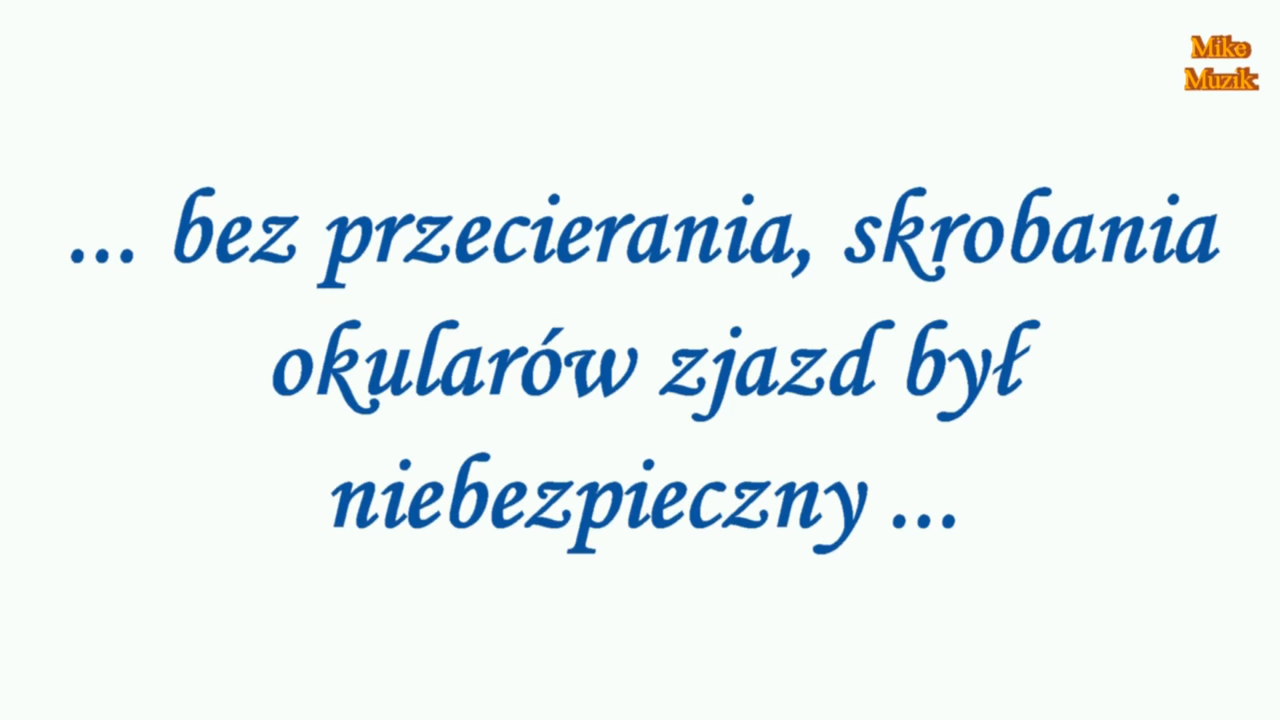 Mike
Muzik
... bez przecierania, skrobania
okularów zjazd był
niebezpieczny ...